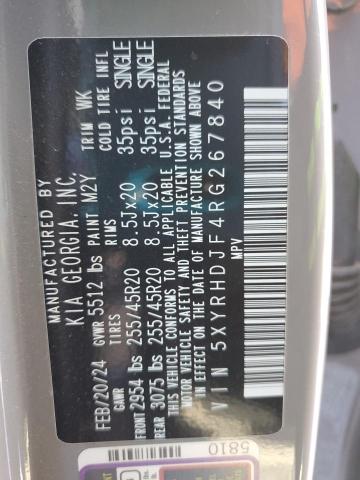 MANUFACTURED BY
KIA GEORGIA, INC.
FEB/20/24 GVWR 5512 lbs PAINT M2Y TRIM WK
GAWR TIRES RIMS COLD TIRE INFL
FRONT 2954 lbs 255/45R20 8.5Jx20 35psi SINGLE
REAR 3075 lbs 255/45R20 8.5Jx20 35psi SINGLE
THIS VEHICLE CONFORMS TO ALL APPLICABLE U.S.A. FEDERAL
MOTOR VEHICLE SAFETY & THEFT PREVENTION STANDARDS
IN EFFECT ON THE DATE OF MANUFACTURE SHOWN ABOVE
VIN 5XYRHDJF4RG267840
MPV
5810